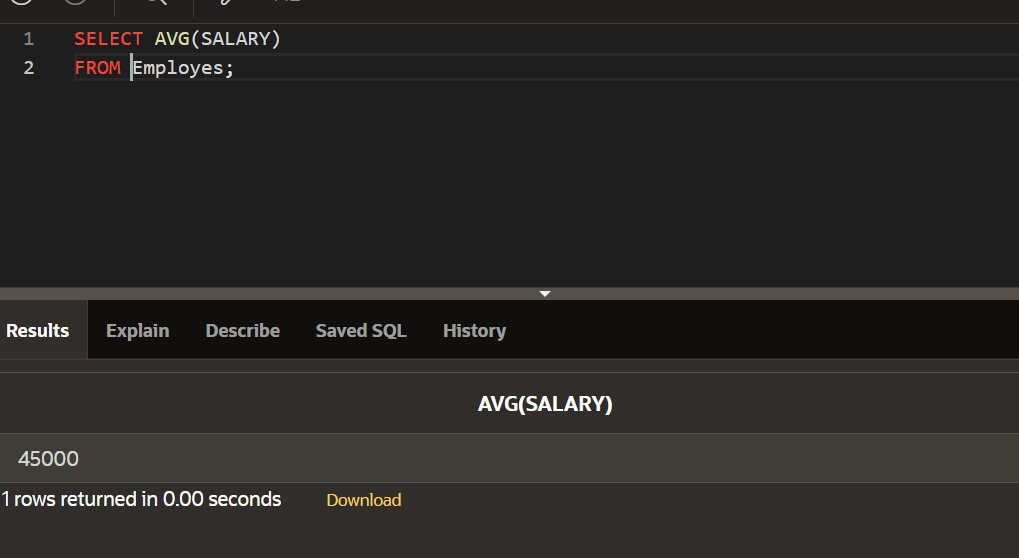 1 SELECT AVG(SALARY)
2 FROM Employes;
Results Explain Describe Saved SQL History
AVG(SALARY)
45000
1 rows returned in 0.00 seconds Download